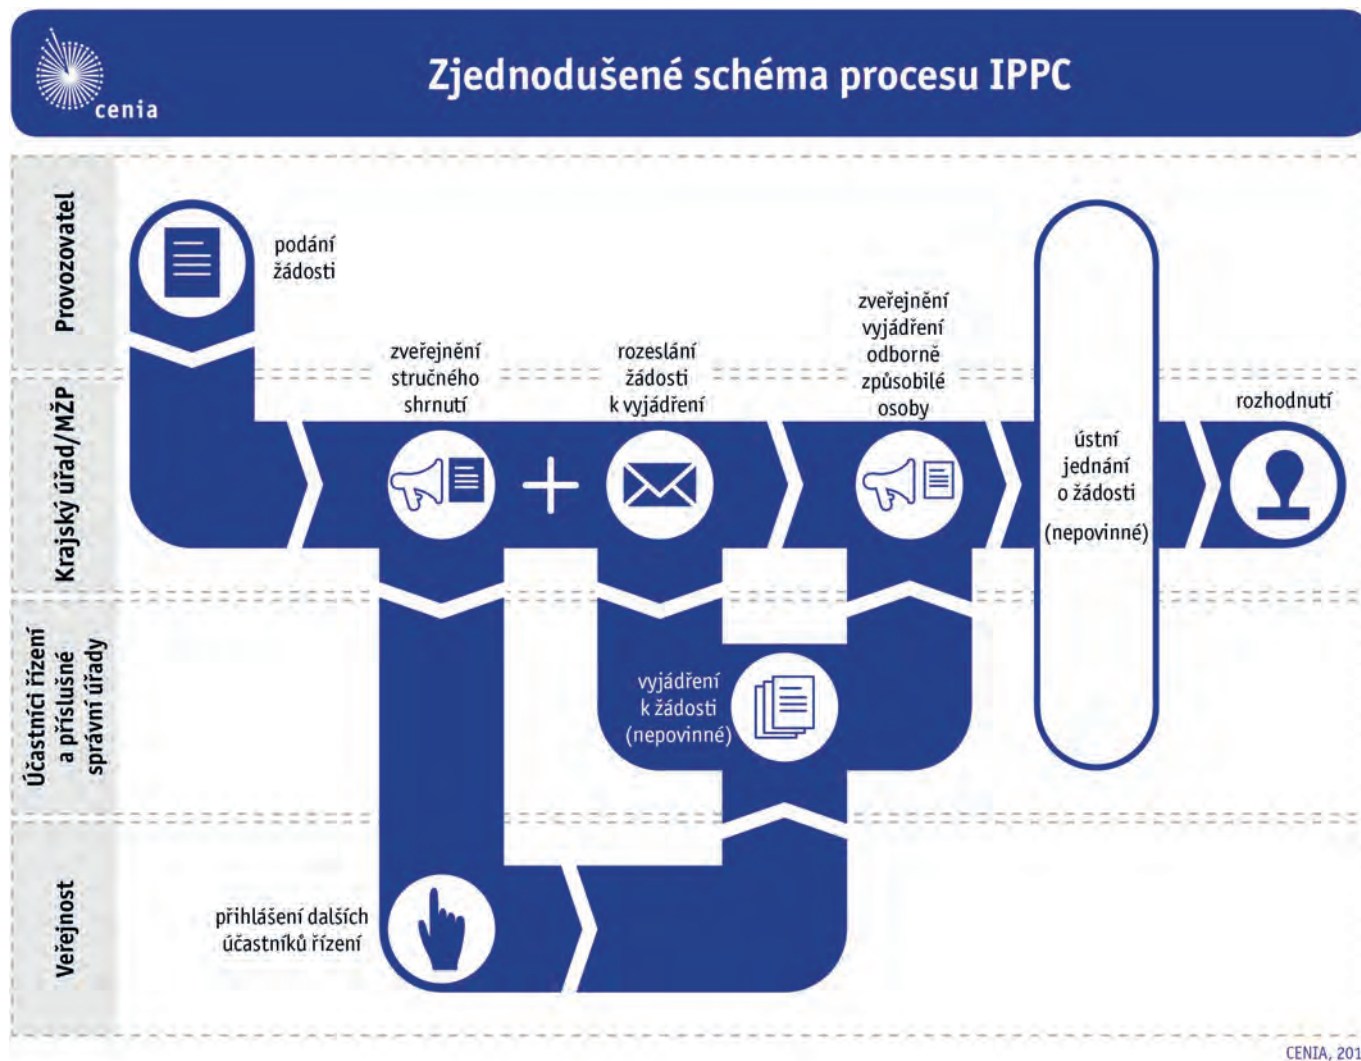 cenia
Zjednodušené schéma procesu IPPC
Provozovatel
podání
žádosti
Krajský úřad/MŽP
zveřejnění
stručného
shrnutí
rozeslání
žádosti
k vyjádření
zveřejnění
vyjádření
odborně
způsobilé
osoby
ústní
jednání
o žádosti
(nepovinné)
rozhodnutí
Účastníci řízení
a příslušné
správní úřady
vyjádření
k žádosti
(nepovinné)
Veřejnost
přihlášení dalších
účastníků řízení
CENIA, 201